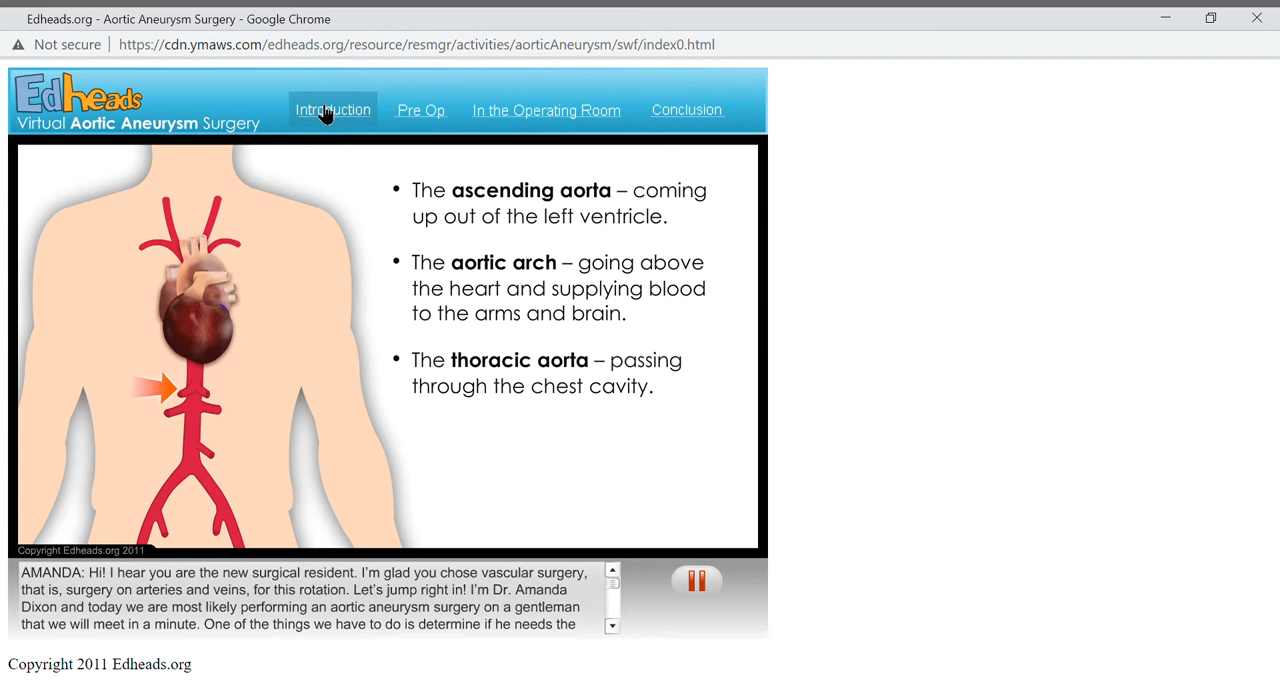 Edheads.org - Aortic Aneurysm Surgery - Google Chrome
Not secure | https://cdn.ymaws.com/edheads.org/resource/resmgr/activities/aorticAneurysm/swf/index0.html
Edheads
Virtual Aortic Aneurysm Surgery
Introduction Pre Op In the Operating Room Conclusion
• The ascending aorta – coming
up out of the left ventricle.
• The aortic arch – going above
the heart and supplying blood
to the arms and brain.
• The thoracic aorta – passing
through the chest cavity.
Copyright Edheads.org 2011
AMANDA: Hi! I hear you are the new surgical resident. I'm glad you chose vascular surgery,
that is, surgery on arteries and veins, for this rotation. Let's jump right in! I'm Dr. Amanda
Dixon and today we are most likely performing an aortic aneurysm surgery on a gentleman
that we will meet in a minute. One of the things we have to do is determine if he needs the
Copyright 2011 Edheads.org